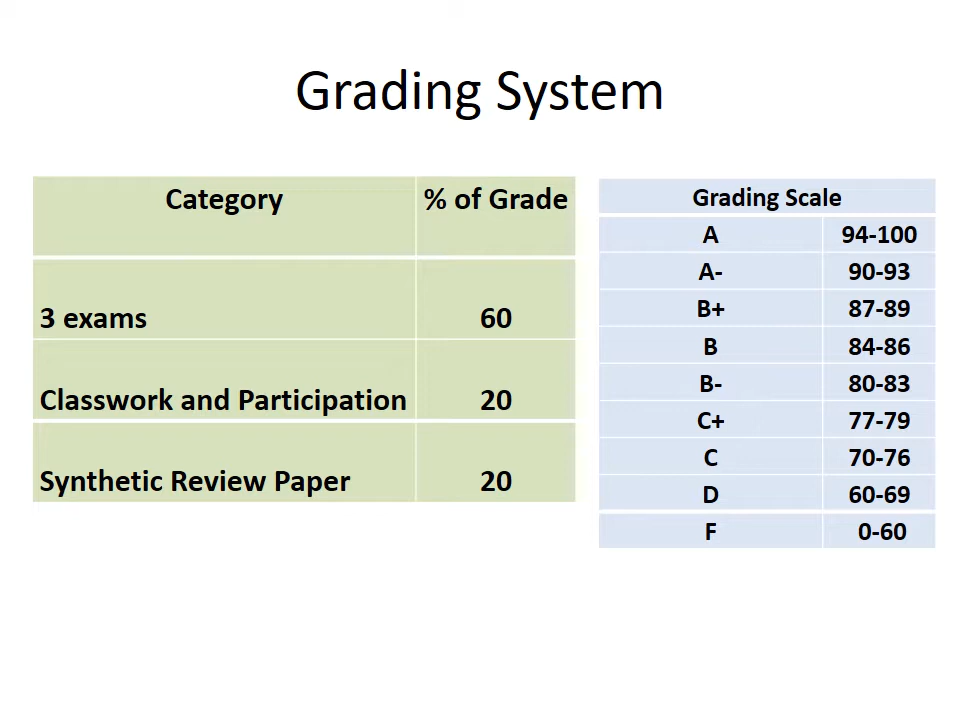 Grading System
Category % of Grade
3 exams 60
Classwork and Participation 20
Synthetic Review Paper 20
Grading Scale
A 94-100
A- 90-93
B+ 87-89
B 84-86
B- 80-83
C+ 77-79
C 70-76
D 60-69
F 0-60